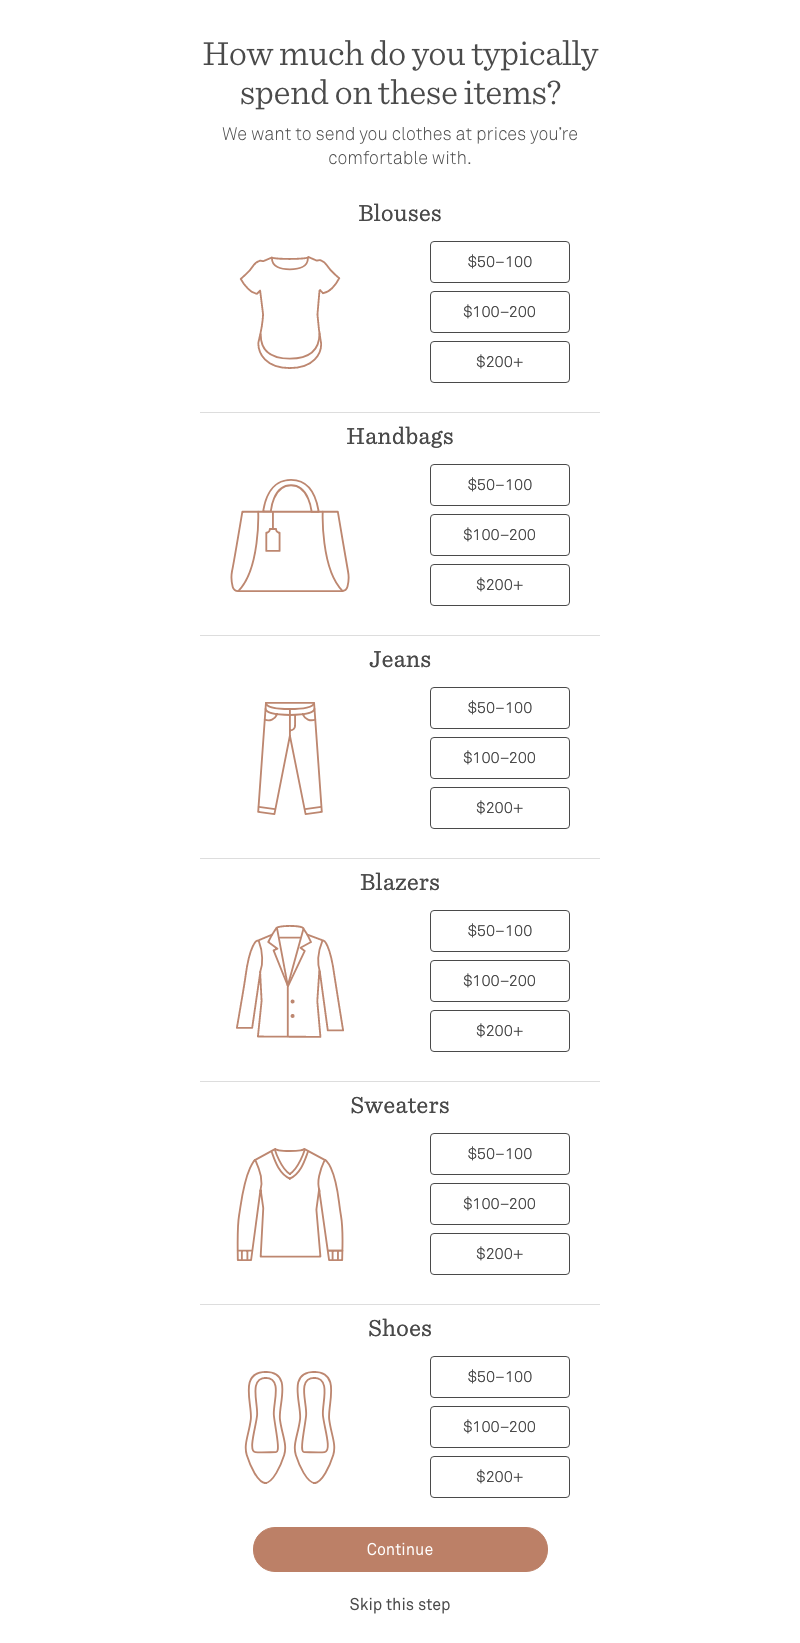 How much do you typically
spend on these items?
We want to send you clothes at prices you're
comfortable with.
Blouses
$50–100
$100–200
$200+
Handbags
$50–100
$100–200
$200+
Jeans
$50–100
$100–200
$200+
Blazers
$50–100
$100–200
$200+
Sweaters
$50–100
$100–200
$200+
Shoes
$50–100
$100–200
$200+
Continue
Skip this step